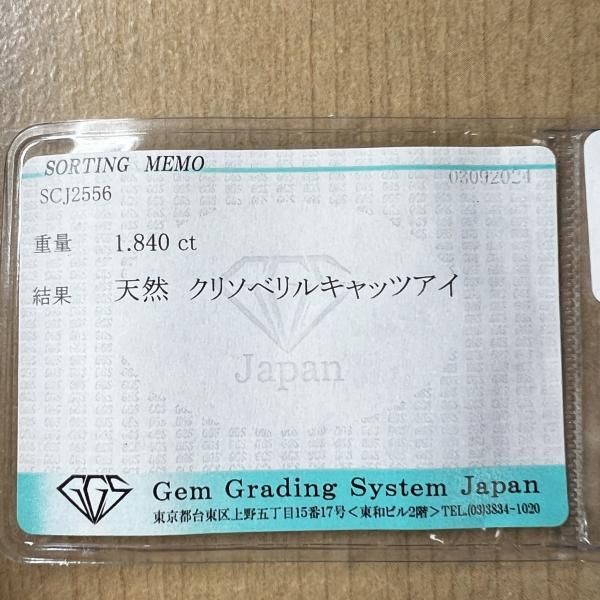 SORTING MEMO
03092024
SCJ2556
重量 1.840 ct
結果 天然 クリソベリルキャッツアイ
Japan
GGS Gem Grading System Japan
東京都台東区上野五丁目15番17号<東和ビル2階>TEL.(03)3834-1020